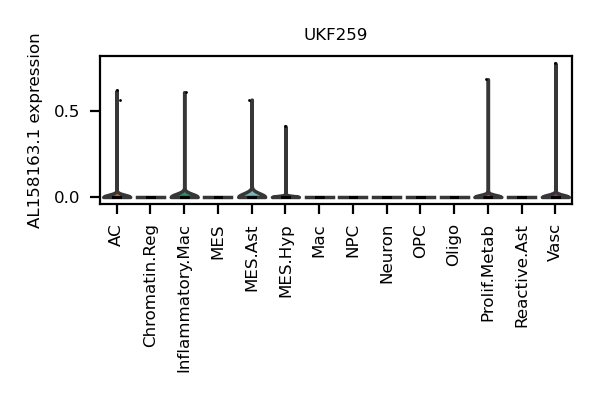 UKF259
AL158163.1 expression
0.5
0.0
AC
Chromatin.Reg
Inflammatory.Mac
MES
MES.Ast
MES.Hyp
Mac
NPC
Neuron
OPC
Oligo
Prolif.Metab
Reactive.Ast
Vasc